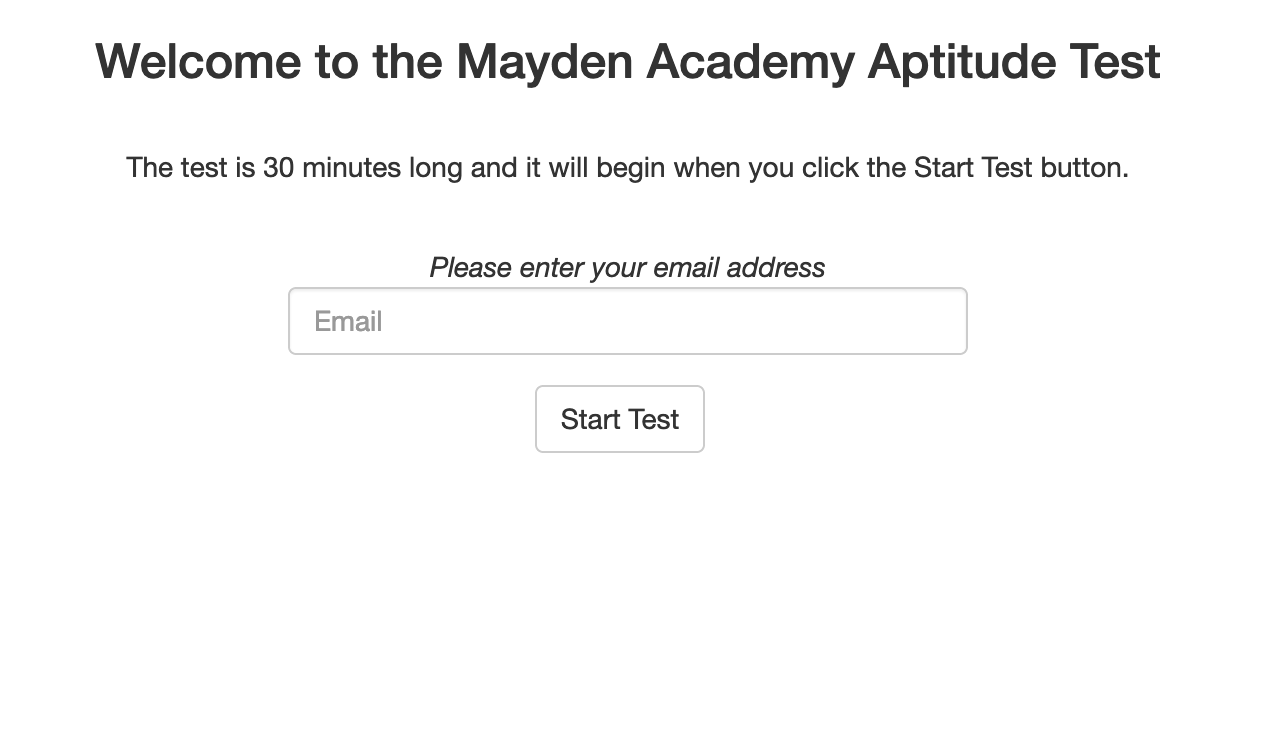 Welcome to the Mayden Academy Aptitude Test
The test is 30 minutes long and it will begin when you click the Start Test button.
Please enter your email address
Email
Start Test